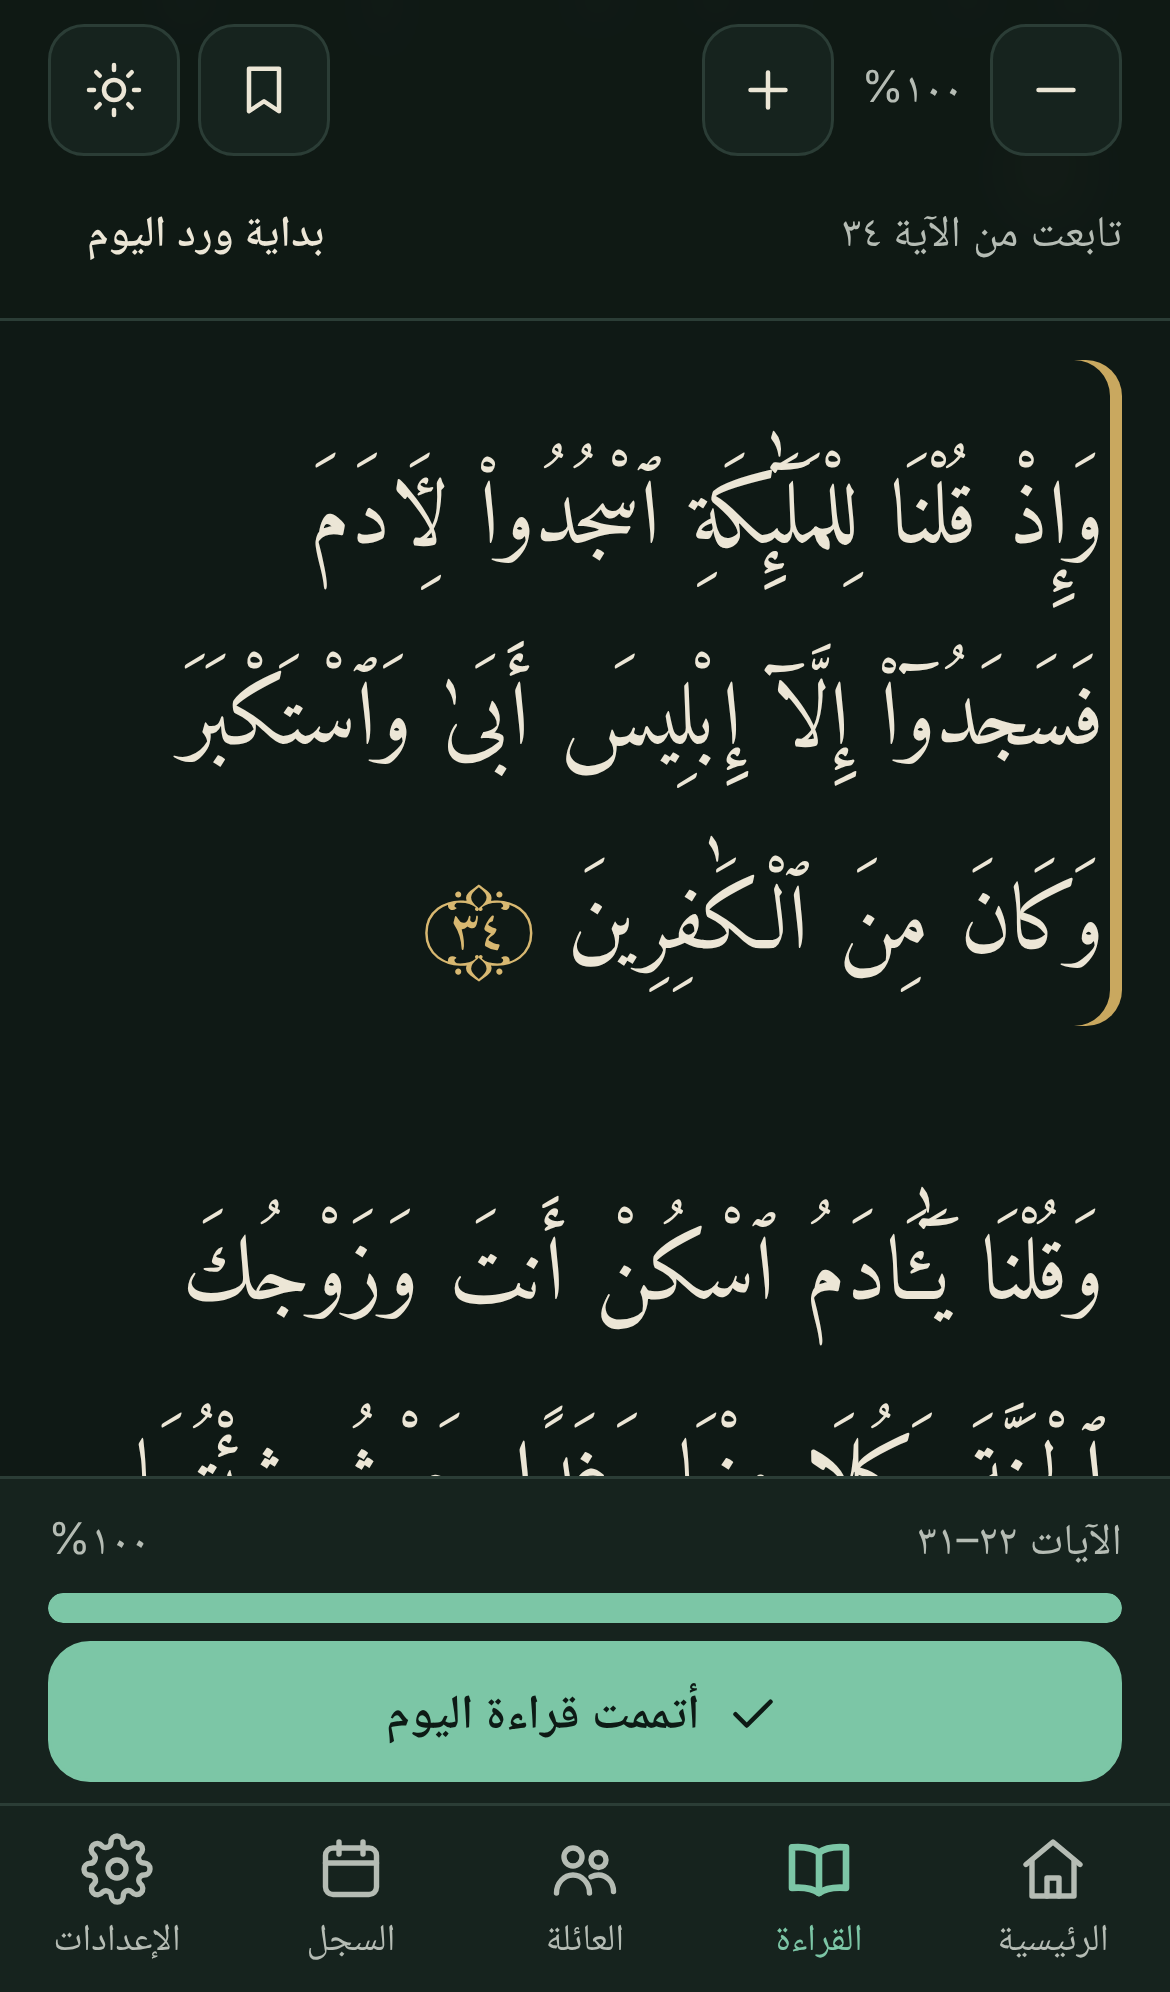 %١٠٠
تابعت من الآية ٣٤
بداية ورد اليوم
وَإِذْ قُلْنَا لِلْمَلَٰٓئِكَةِ ٱسْجُدُوا۟ لِـَٔادَمَ
فَسَجَدُوٓا۟ إِلَّآ إِبْلِيسَ أَبَىٰ وَٱسْتَكْبَرَ
وَكَانَ مِنَ ٱلْكَٰفِرِينَ ٣٤
وَقُلْنَا يَٰٓـَٔادَمُ ٱسْكُنْ أَنتَ وَزَوْجُكَ
الآيات ٢٢–٣١
%١٠٠
أتممت قراءة اليوم
الرئيسية
القراءة
العائلة
السجل
الإعدادات